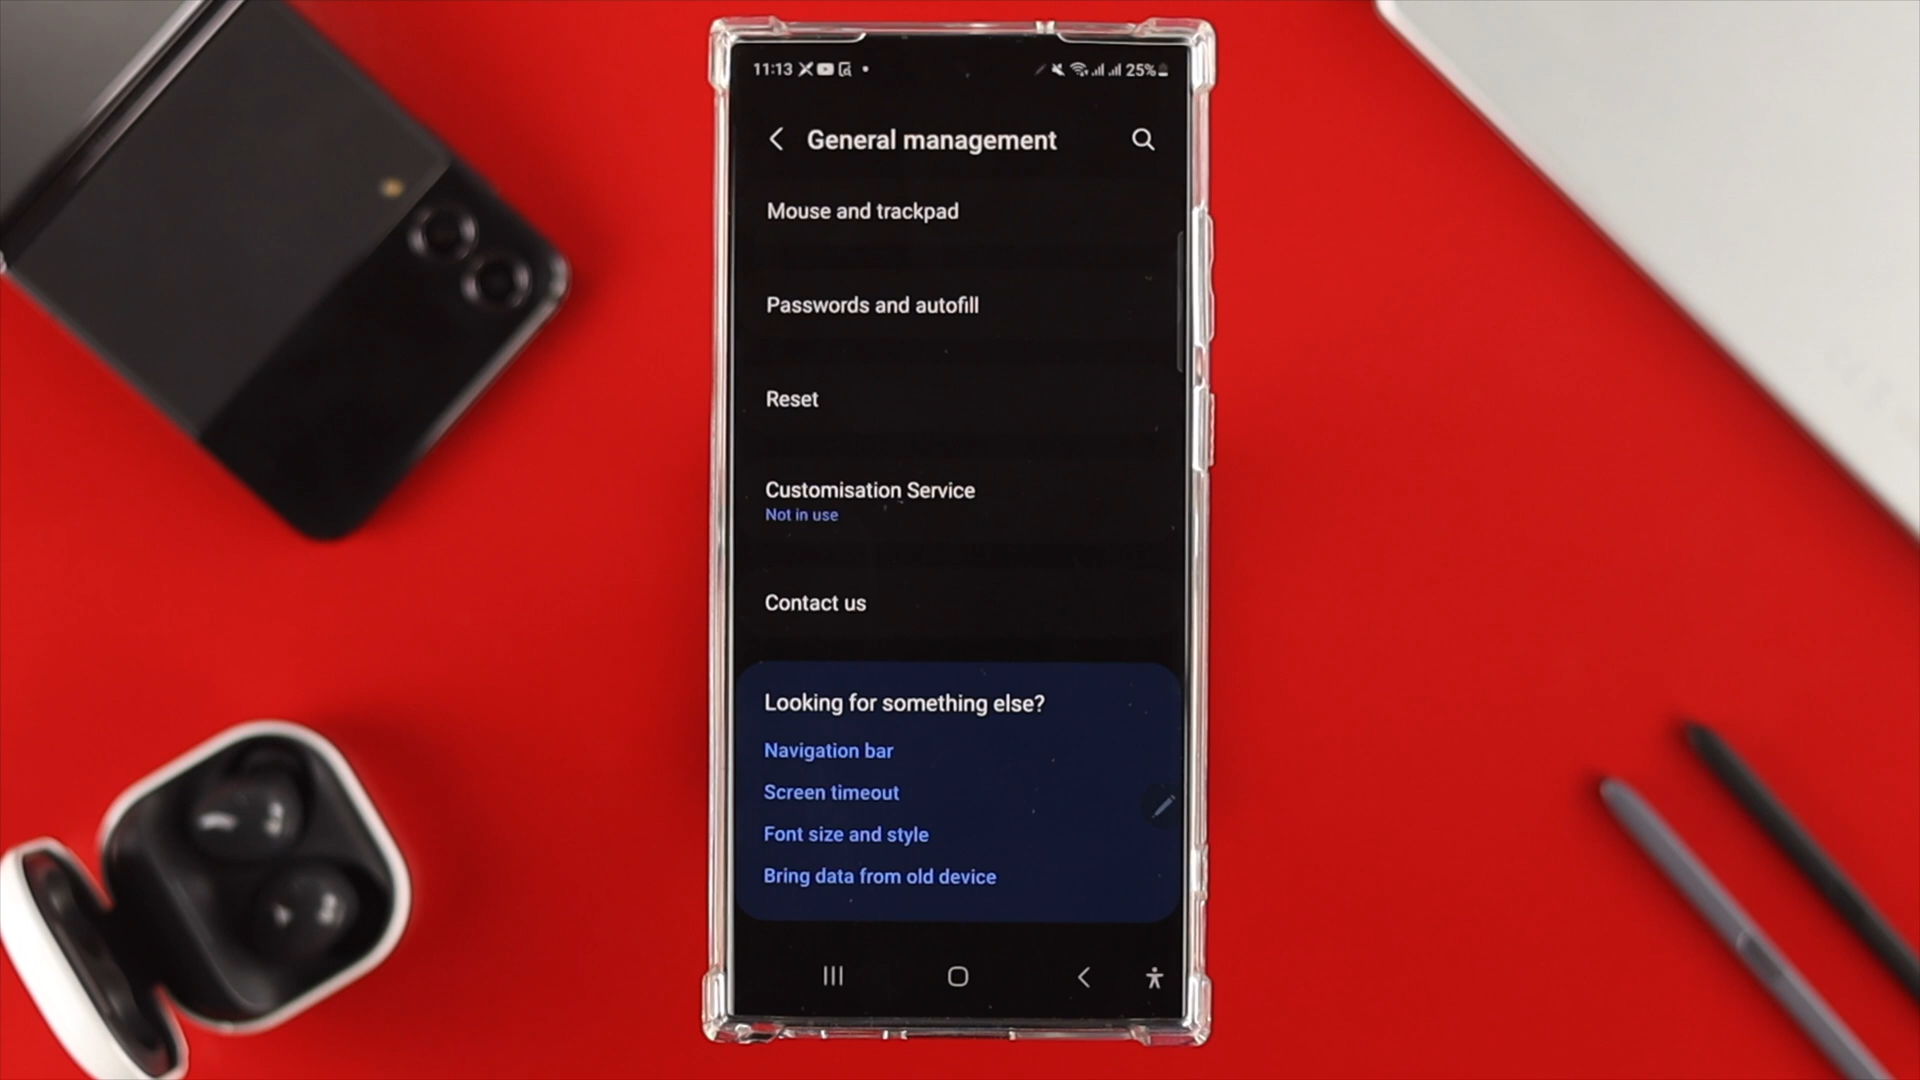 11:13 25%
General management
Mouse and trackpad
Passwords and autofill
Reset
Customisation Service
Not in use
Contact us
Looking for something else?
Navigation bar
Screen timeout
Font size and style
Bring data from old device